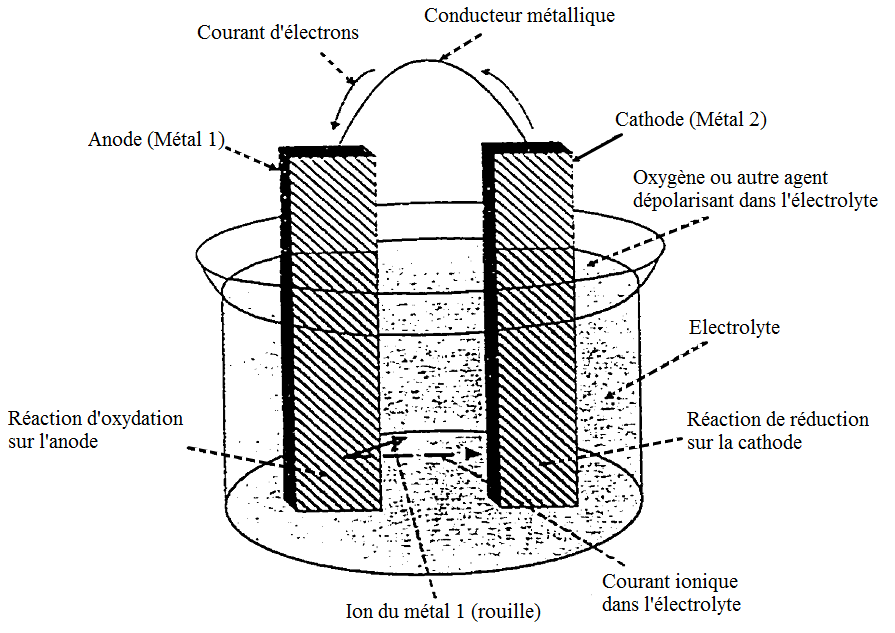 Conducteur métallique
Courant d'électrons
Anode (Métal 1)
Cathode (Métal 2)
Oxygène ou autre agent
dépolarisant dans l'électrolyte
Electrolyte
Réaction d'oxydation
sur l'anode
Réaction de réduction
sur la cathode
Courant ionique
dans l'électrolyte
Ion du métal 1 (rouille)